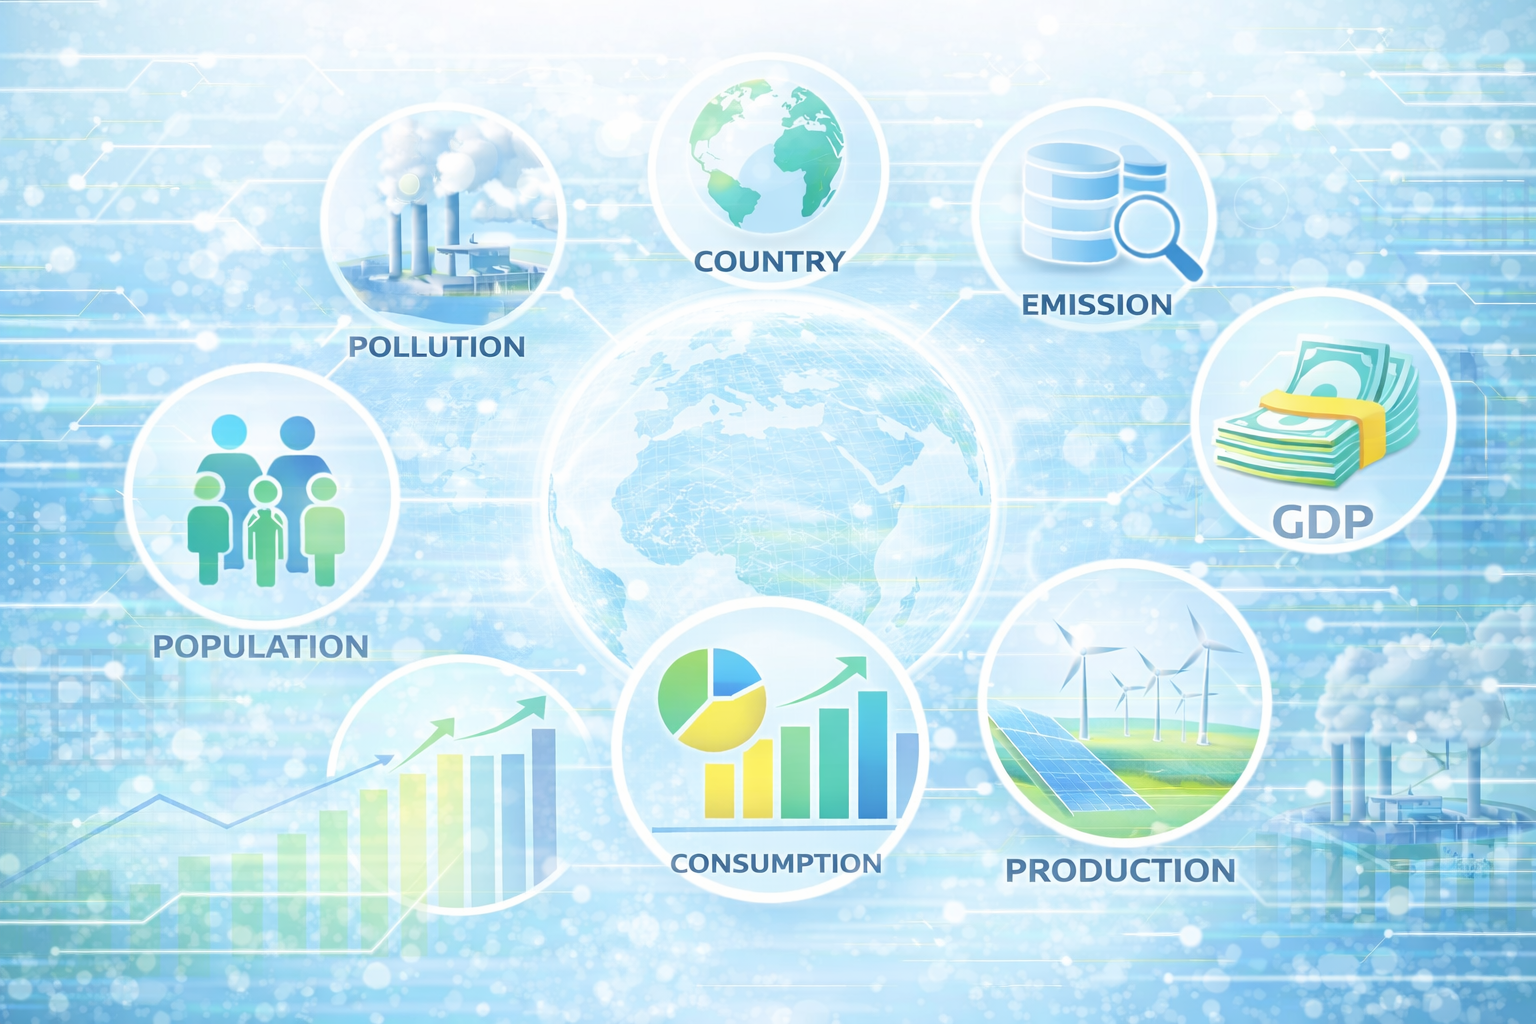 COUNTRY
EMISSION
POLLUTION
GDP
POPULATION
CONSUMPTION
PRODUCTION